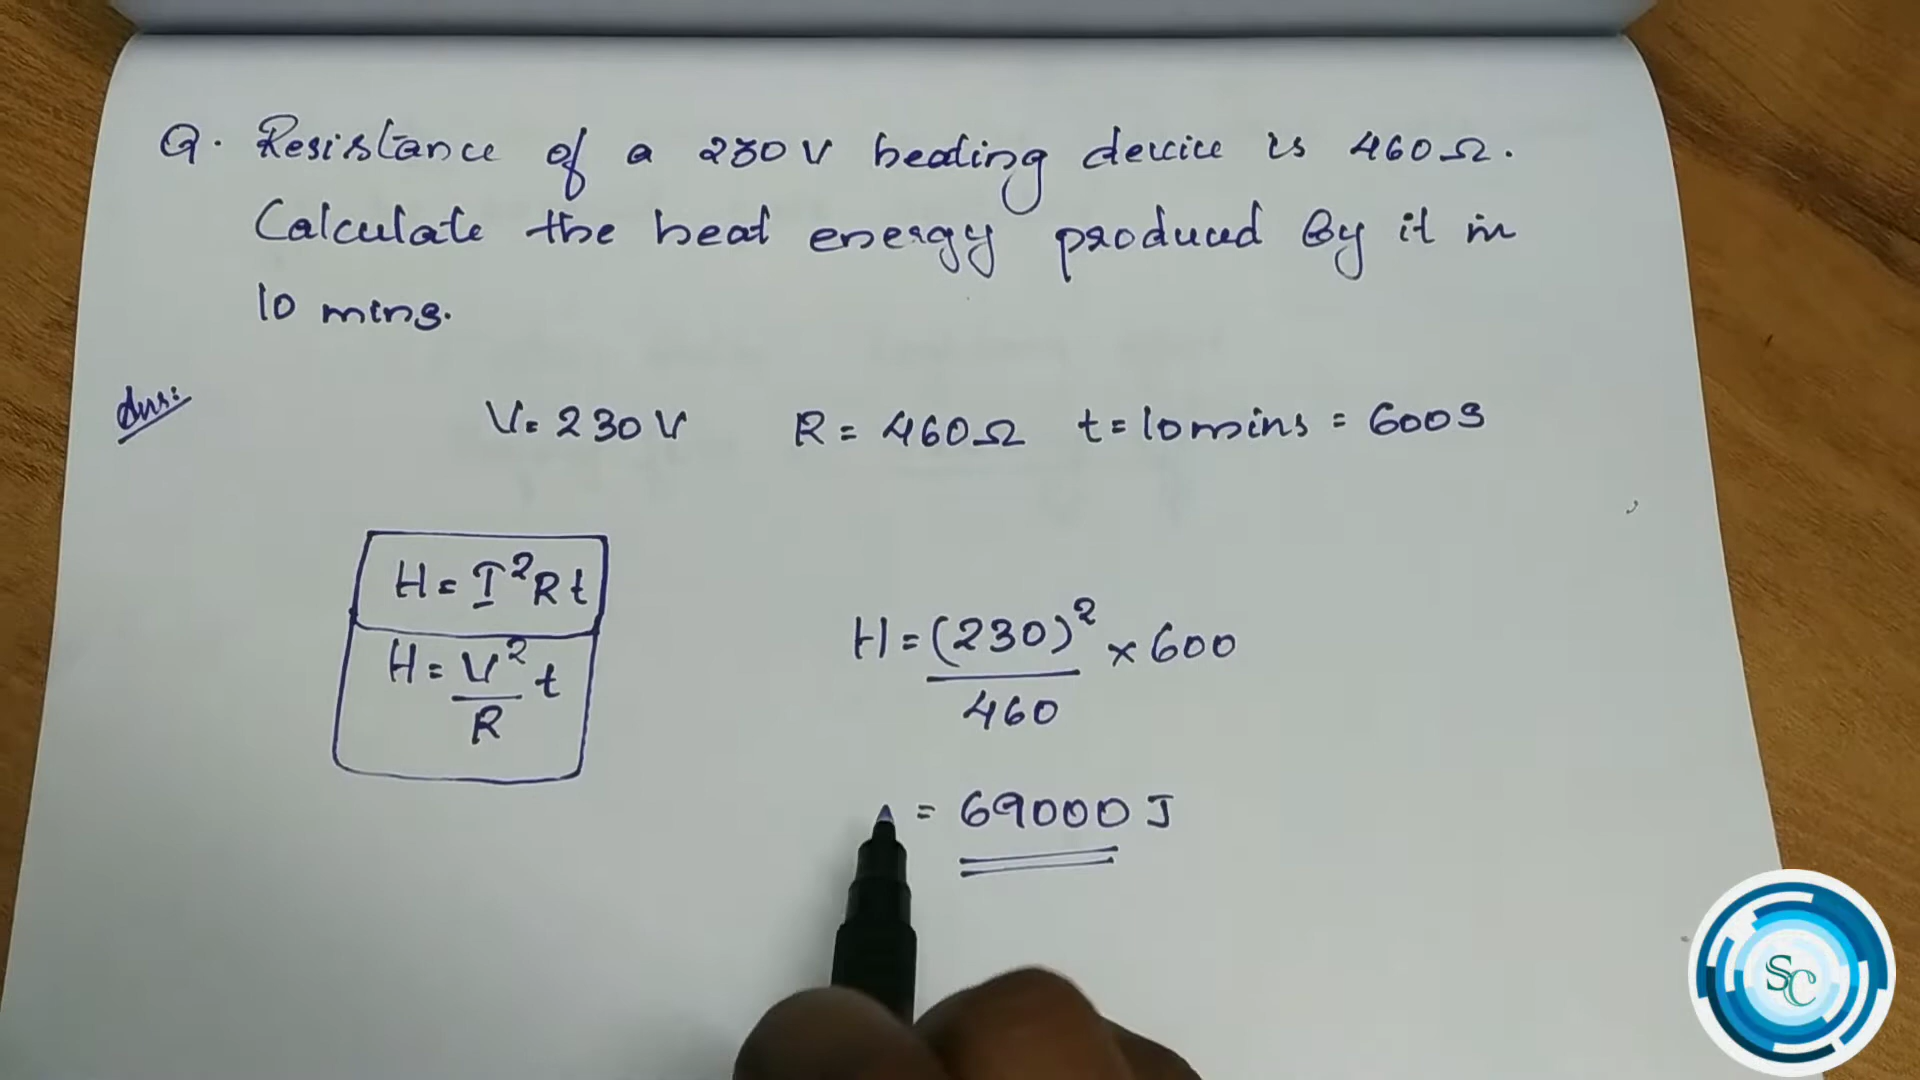 Q. Resistance of a 230V heating device is 460Ω.
Calculate the heat energy produced by it in
10 mins.
Ans:
V= 230V R = 460Ω t= 10mins = 600S
H= I²Rt
H= V²/R t
H = (230)²/460 × 600
= 69000 J
SC